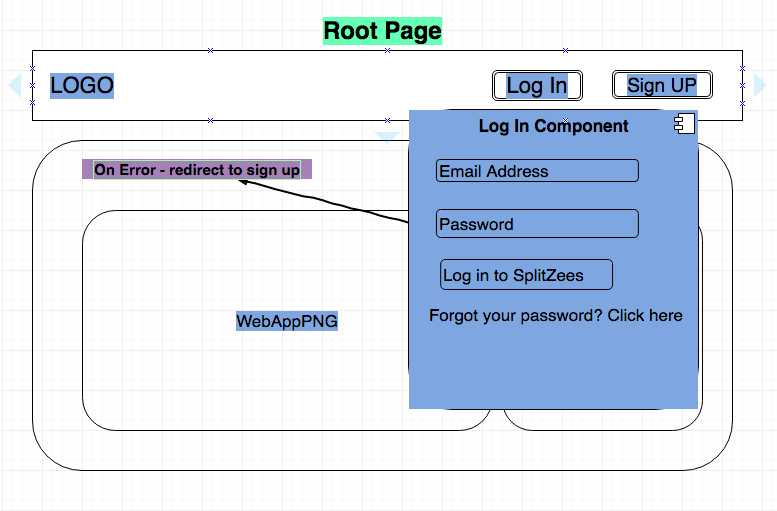 Root Page
LOGO
Log In
Sign UP
Log In Component
On Error - redirect to sign up
Email Address
Password
Log in to SplitZees
Forgot your password? Click here
WebAppPNG